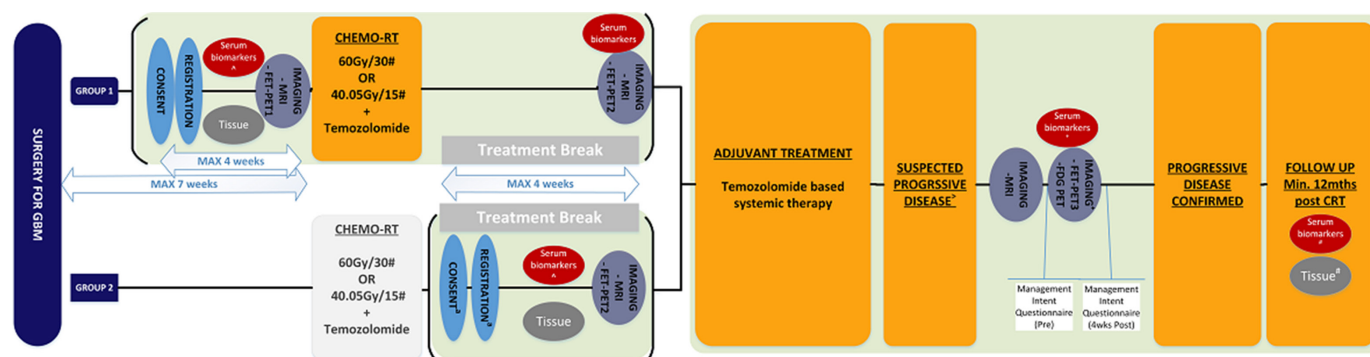 SURGERY FOR GBM
GROUP 1
CONSENT
REGISTRATION
Serum
biomarkers
^
Tissue
IMAGING
- MRI
- FET-PET1
MAX 4 weeks
MAX 7 weeks
CHEMO-RT
60Gy/30#
OR
40.05Gy/15#
+
Temozolomide
Serum
biomarkers
IMAGING
- MRI
- FET-PET2
Treatment Break
MAX 4 weeks
Treatment Break
GROUP 2
CHEMO-RT
60Gy/30#
OR
40.05Gy/15#
+
Temozolomide
CONSENTª
REGISTRATIONª
Serum
biomarkers
^
Tissue
IMAGING
- MRI
- FET-PET2
ADJUVANT TREATMENT
Temozolomide based
systemic therapy
SUSPECTED
PROGRSSIVE
DISEASE>
IMAGING
-MRI
Serum
biomarkers
IMAGING*
- FET-PET3
-FDG PET
Management
Intent
Questionnaire
(Pre)
Management
Intent
Questionnaire
(4wks Post)
PROGRESSIVE
DISEASE
CONFIRMED
FOLLOW UP
Min. 12mths
post CRT
Serum
biomarkers
#
Tissue#